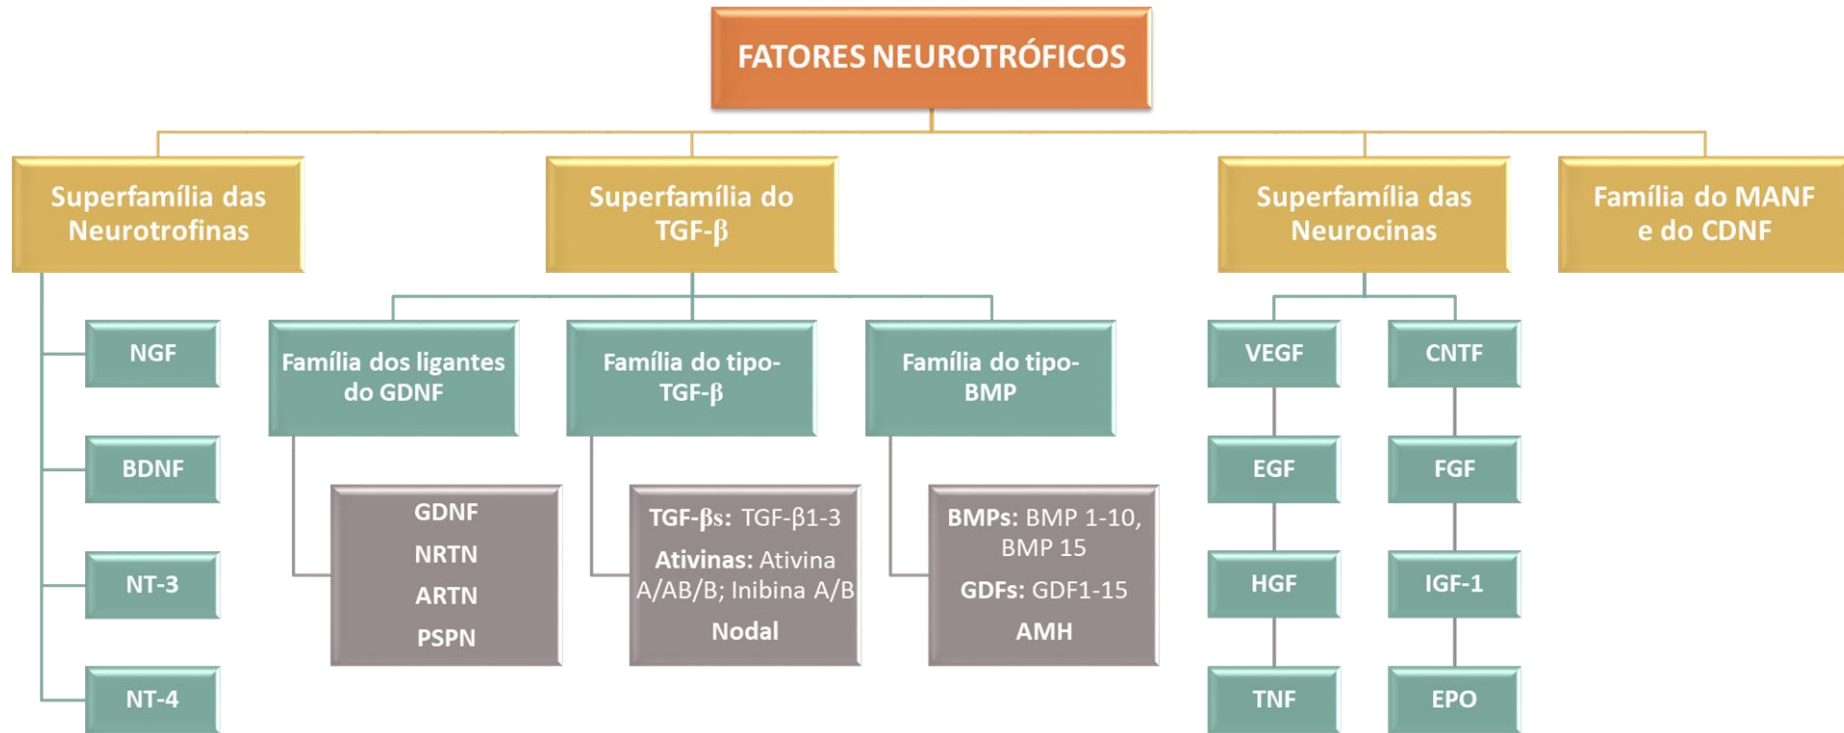 FATORES NEUROTRÓFICOS
Superfamília das
Neurotrofinas
NGF
BDNF
NT-3
NT-4
Superfamília do
TGF-β
Família dos ligantes
do GDNF
GDNF
NRTN
ARTN
PSPN
Família do tipo-
TGF-β
TGF-βs: TGF-β1-3
Ativinas: Ativina
A/AB/B; Inibina A/B
Nodal
Família do tipo-
BMP
BMPs: BMP 1-10,
BMP 15
GDFs: GDF1-15
AMH
Superfamília das
Neurocinas
VEGF
EGF
HGF
TNF
CNTF
FGF
IGF-1
EPO
Família do MANF
e do CDNF